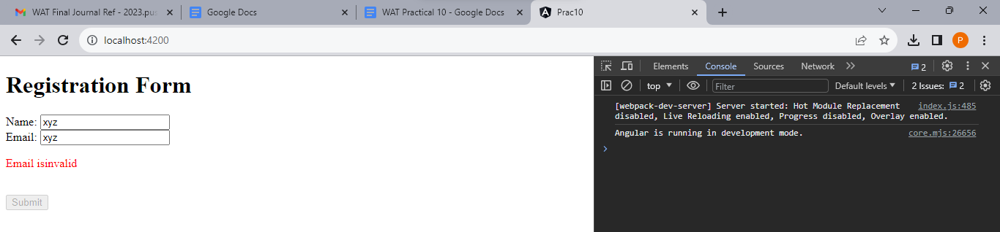 WAT Final Journal Ref - 2023.pus
Google Docs
WAT Practical 10 - Google Docs
Prac10
localhost:4200
P
Registration Form
Name: xyz
Email: xyz
Email isinvalid
Submit
Elements Console Sources Network 2
top Filter Default levels 2 Issues: 2
[webpack-dev-server] Server started: Hot Module Replacement index.js:485
disabled, Live Reloading enabled, Progress disabled, Overlay enabled.
Angular is running in development mode. core.mjs:26656